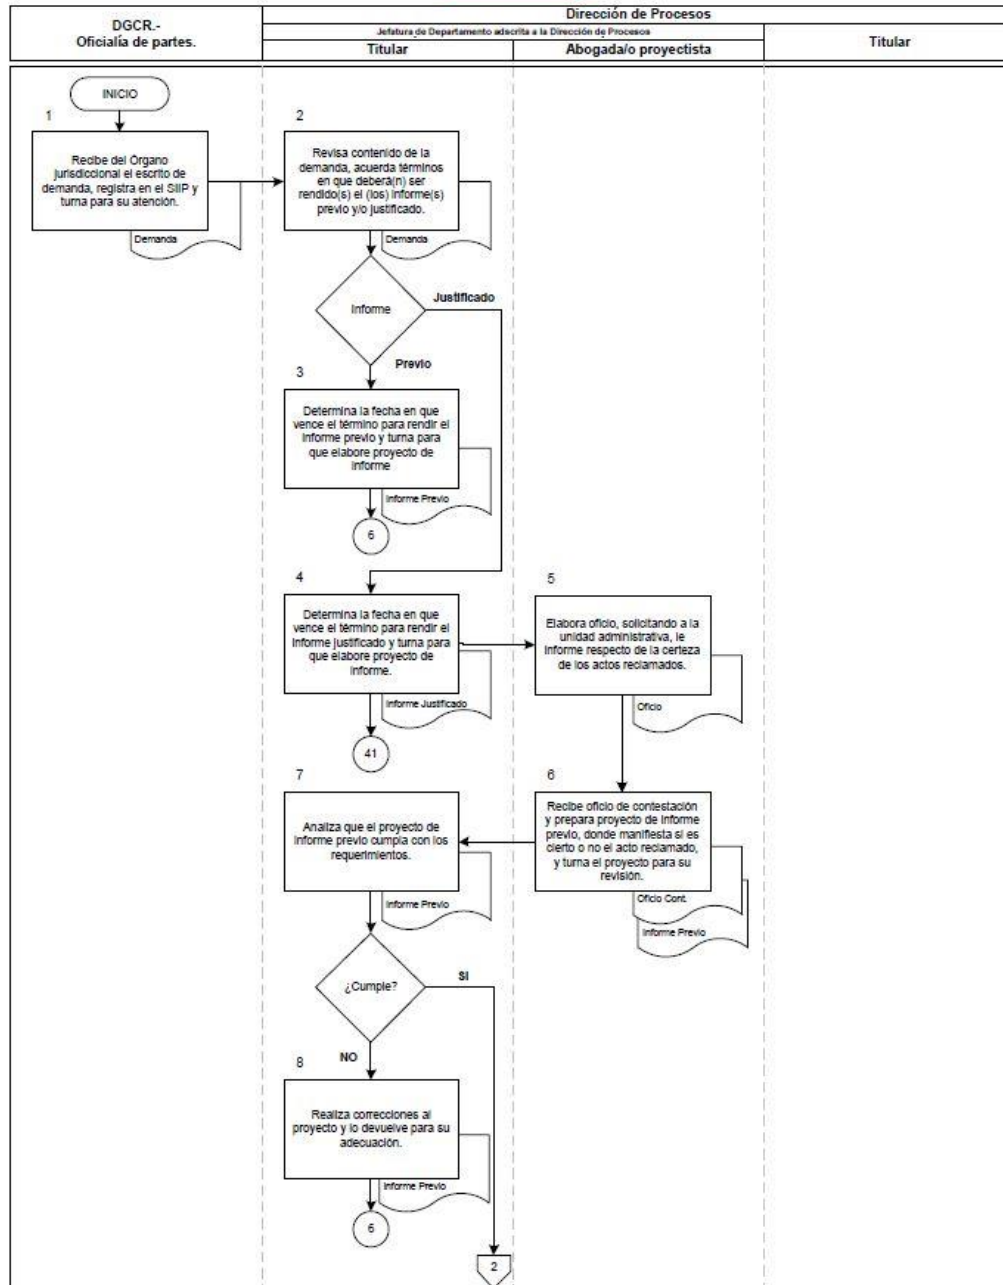 DGCR.-
Oficialía de partes.
Dirección de Procesos
Jefatura de Departamento adscrita a la Dirección de Procesos
Titular
Abogada/o proyectista
Titular
INICIO
1
Recibe del Órgano
jurisdiccional el escrito de
demanda, registra en el SIIP y
turna para su atención.
Demanda
2
Revisa contenido de la
demanda, acuerda términos
en que deberá(n) ser
rendido(s) el (los) informe(s)
previo y/o justificado.
Demanda
Informe
Justificado
Previo
3
Determina la fecha en que
vence el término para rendir el
informe previo y turna para
que elabore proyecto de
informe
Informe Previo
6
4
Determina la fecha en que
vence el término para rendir el
informe justificado y turna para
que elabore proyecto de
informe.
Informe Justificado
41
5
Elabora oficio, solicitando a la
unidad administrativa, le
informe respecto de la certeza
de los actos reclamados.
Oficio
6
Recibe oficio de contestación
y prepara proyecto de informe
previo, donde manifiesta si es
cierto o no el acto reclamado,
y turna el proyecto para su
revisión.
Oficio Cont.
Informe Previo
7
Analiza que el proyecto de
informe previo cumpla con los
requerimientos.
Informe Previo
¿Cumple?
SI
NO
8
Realiza correcciones al
proyecto y lo devuelve para su
adecuación.
Informe Previo
6
2